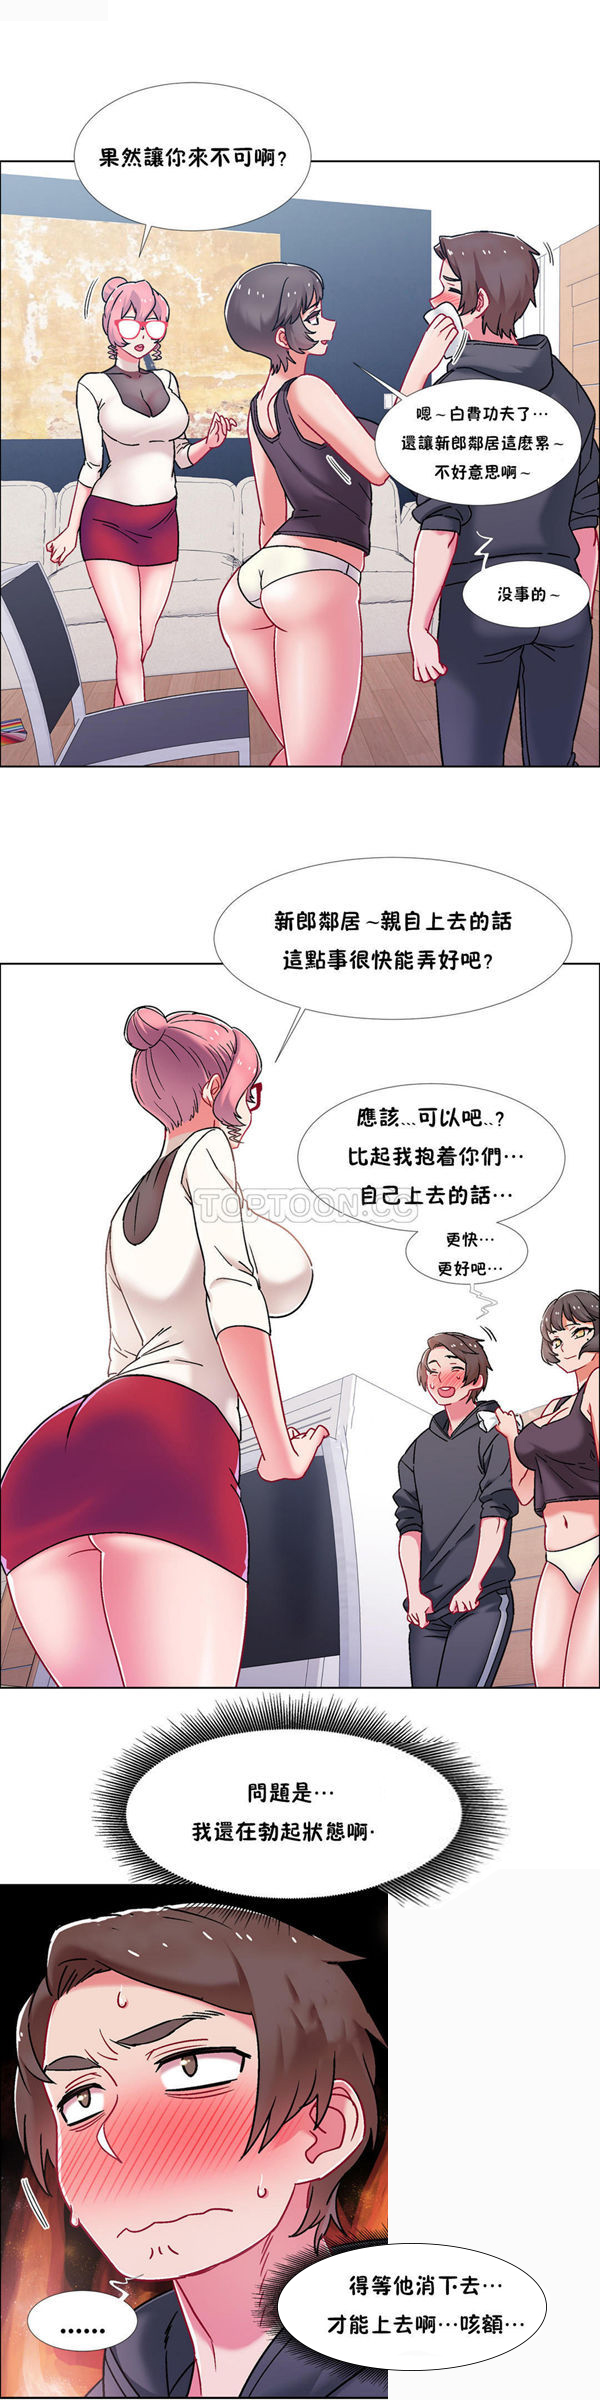 果然讓你來不可啊?
嗯~白費功夫了…
還讓新郎鄰居這麽累~
不好意思啊~
没事的~
新郎鄰居~親自上去的話
這點事很快能弄好吧?
應該…可以吧..?
比起我抱着你們…
自己上去的話…
TOPTOON.CC
更快…
更好吧…
問題是…
我還在勃起狀態啊·
得等他消下去…
才能上去啊…咳額…
……